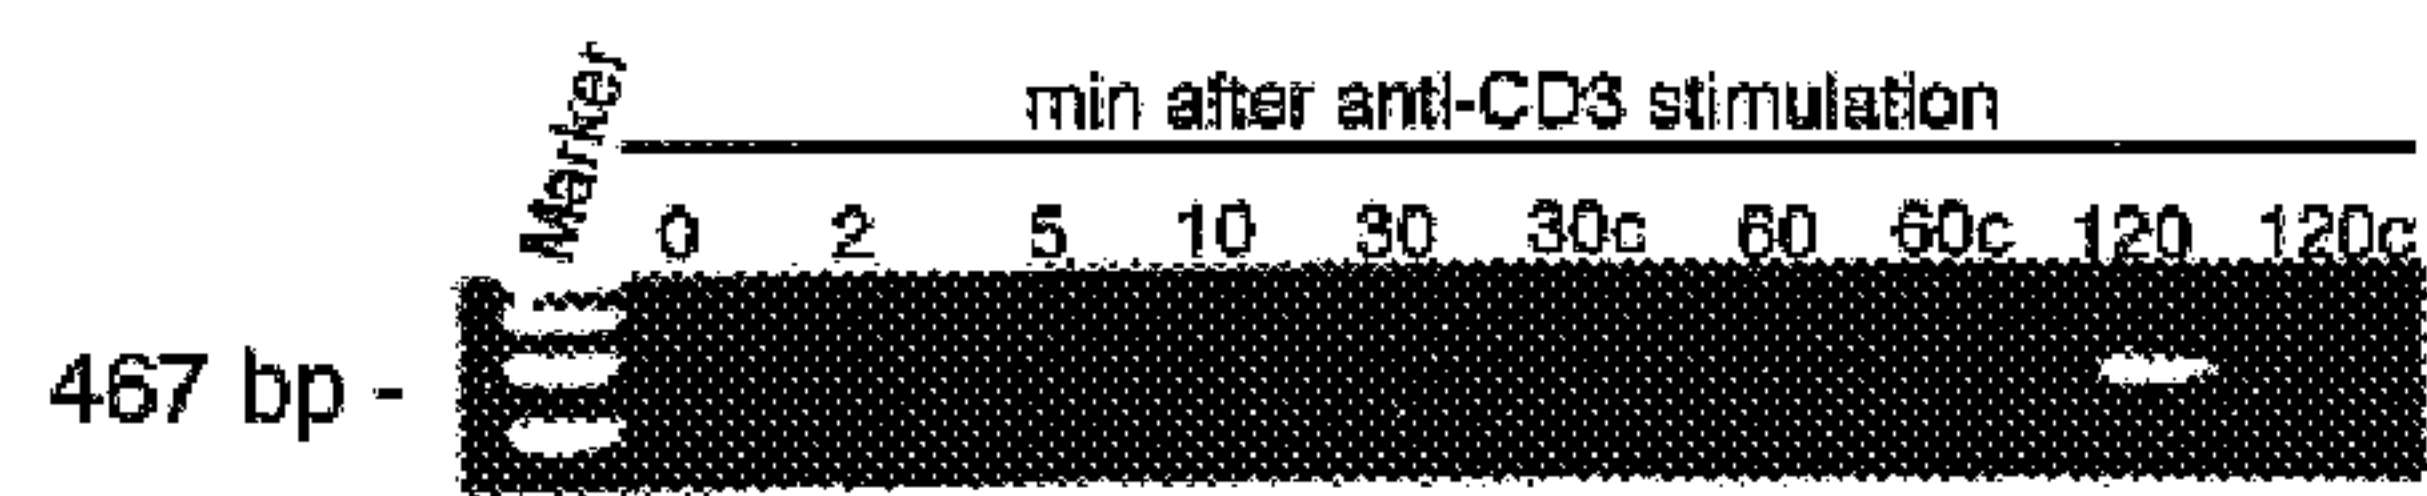 Marker
min after anti-CD3 stimulation
0 2 5 10 30 30c 60 60c 120 120c
467 bp -